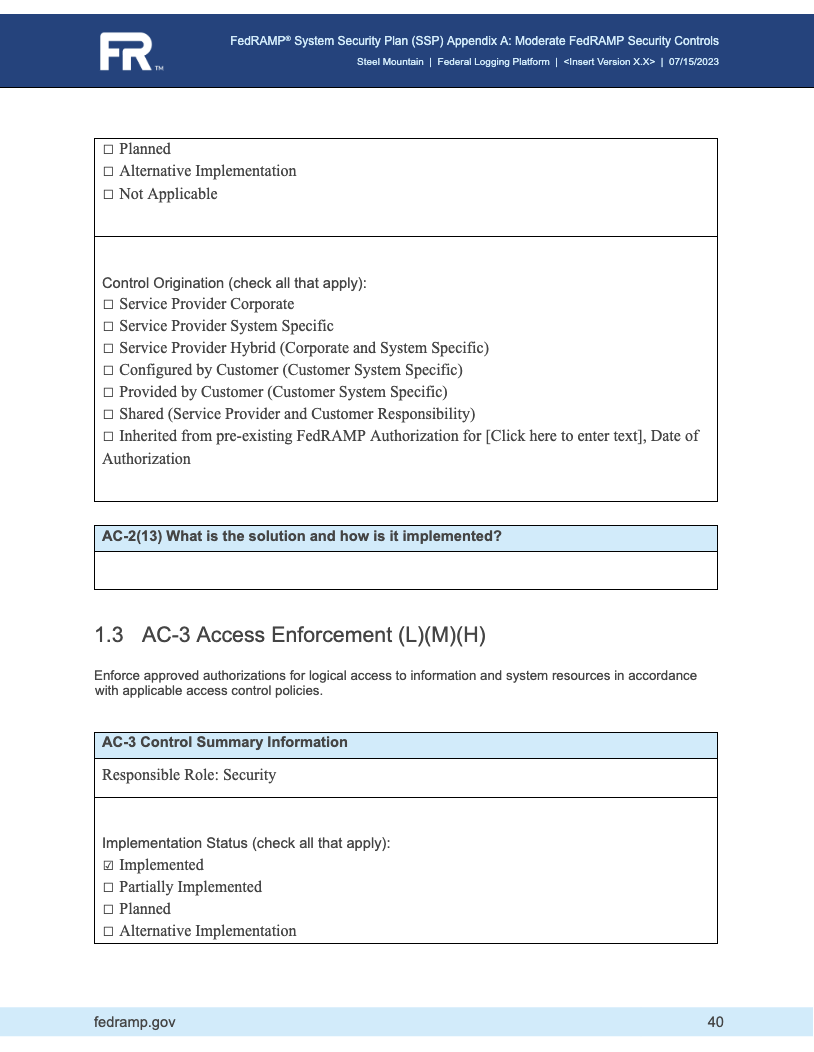 FR™
FedRAMP® System Security Plan (SSP) Appendix A: Moderate FedRAMP Security Controls
Steel Mountain | Federal Logging Platform | <Insert Version X.X> | 07/15/2023
☐ Planned
☐ Alternative Implementation
☐ Not Applicable
Control Origination (check all that apply):
☐ Service Provider Corporate
☐ Service Provider System Specific
☐ Service Provider Hybrid (Corporate and System Specific)
☐ Configured by Customer (Customer System Specific)
☐ Provided by Customer (Customer System Specific)
☐ Shared (Service Provider and Customer Responsibility)
☐ Inherited from pre-existing FedRAMP Authorization for [Click here to enter text], Date of
Authorization
AC-2(13) What is the solution and how is it implemented?
1.3 AC-3 Access Enforcement (L)(M)(H)
Enforce approved authorizations for logical access to information and system resources in accordance
with applicable access control policies.
AC-3 Control Summary Information
Responsible Role: Security
Implementation Status (check all that apply):
☑ Implemented
☐ Partially Implemented
☐ Planned
☐ Alternative Implementation
fedramp.gov 40